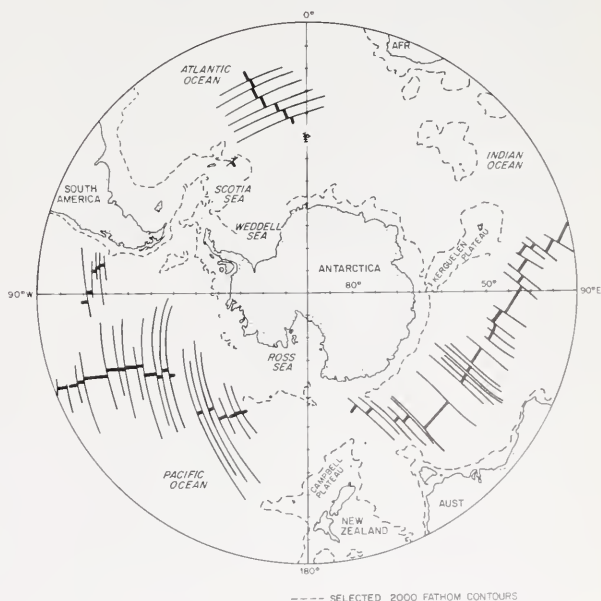 0°
AFR
ATLANTIC
OCEAN
INDIAN
OCEAN
SOUTH
AMERICA
SCOTIA
SEA
WEDDELL
SEA
KERGUELEN
PLATEAU
ANTARCTICA
90°W
80°
50°
90°E
ROSS
SEA
PACIFIC
OCEAN
CAMPBELL
PLATEAU
AUST
NEW
ZEALAND
180°
---- SELECTED 2000 FATHOM CONTOURS